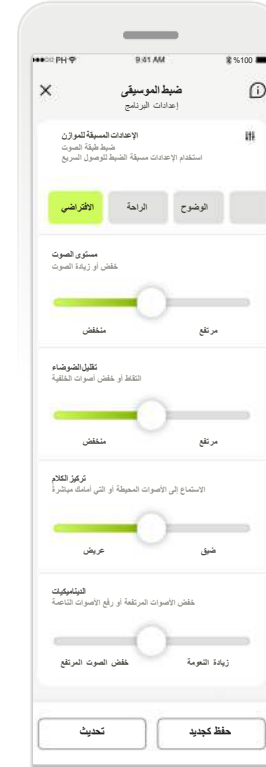 PH 9:41 AM %100
ضبط الموسيقى
إعدادات البرنامج
الإعدادات المسبقة للموازن
ضبط طبقة الصوت
استخدام الإعدادات مسبقة الضبط للوصول السريع
الافتراضي الراحة الوضوح
مستوى الصوت
خفض أو زيادة الصوت
منخفض مرتفع
تقليل الضوضاء
التقاط أو خفض أصوات الخلفية
منخفض مرتفع
تركيز الكلام
الاستماع إلى الأصوات المحيطة أو التي أمامك مباشرةً
عريض ضيق
الديناميكيات
خفض الأصوات المرتفعة أو رفع الأصوات الناعمة
خفض الصوت المرتفع زيادة النعومة
تحديث حفظ كجديد